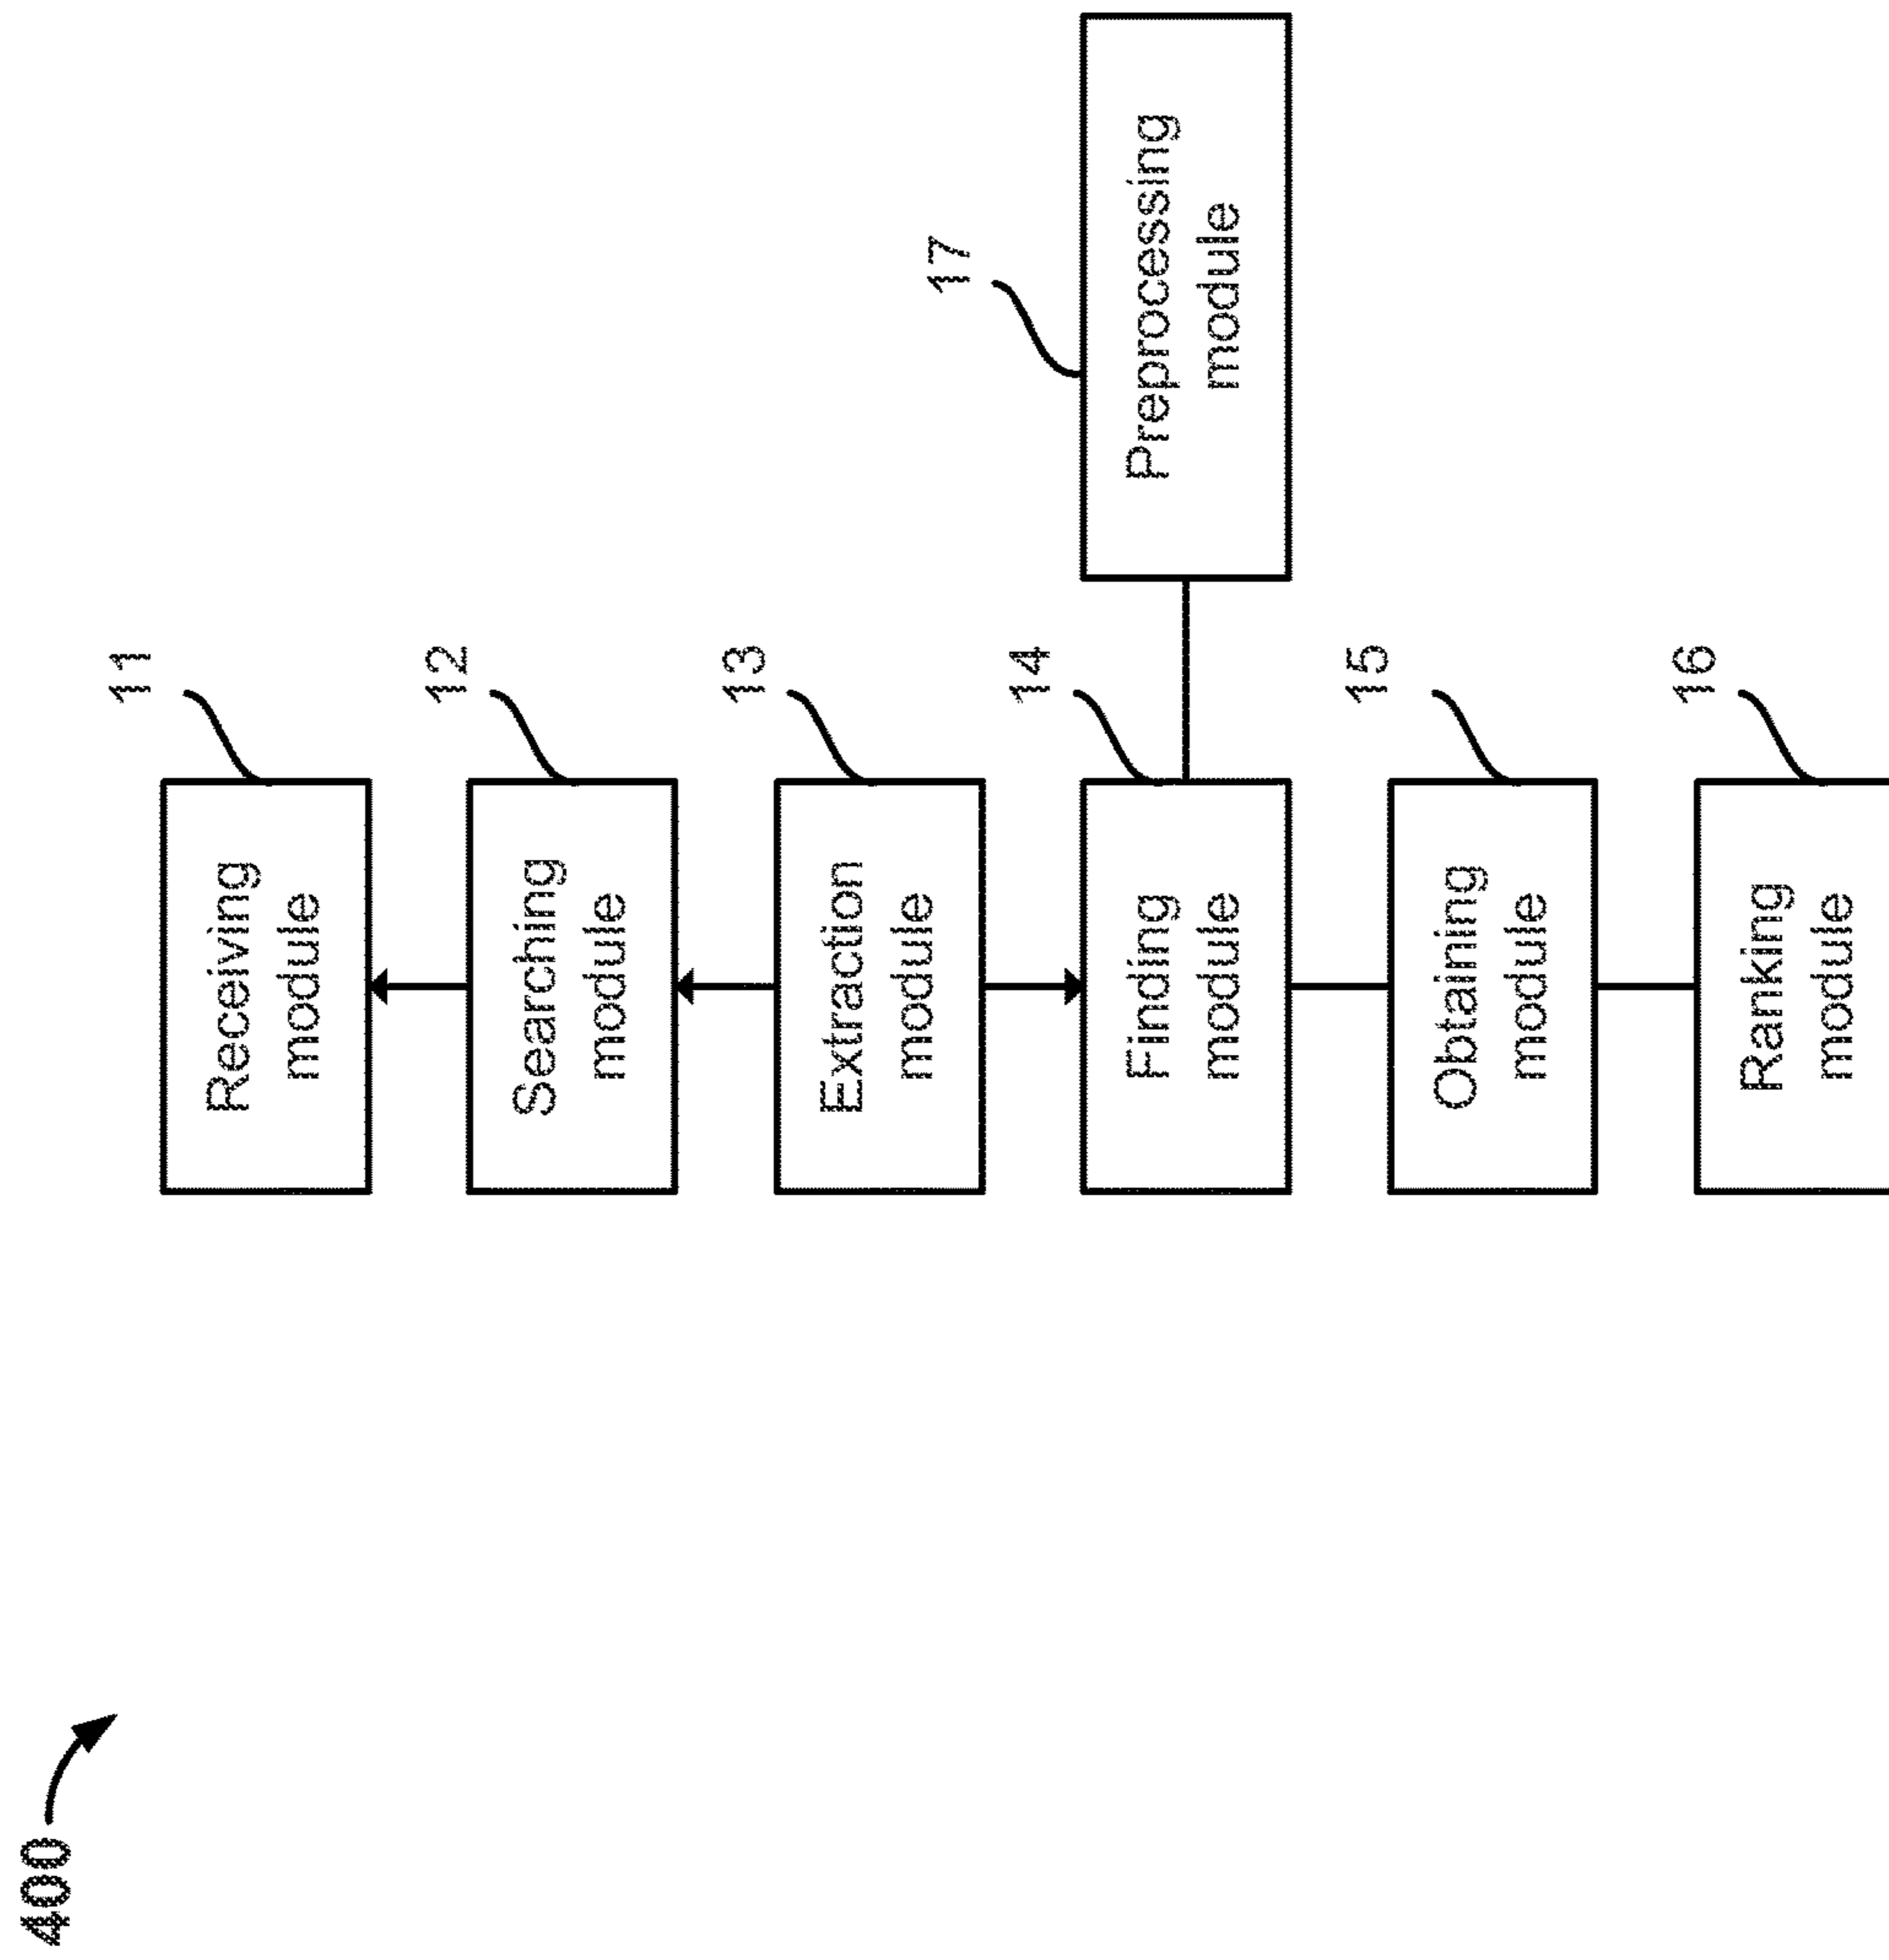 400
11
Receiving
module
12
Searching
module
13
Extraction
module
14
Finding
module
17
Preprocessing
module
15
Obtaining
module
16
Ranking
module